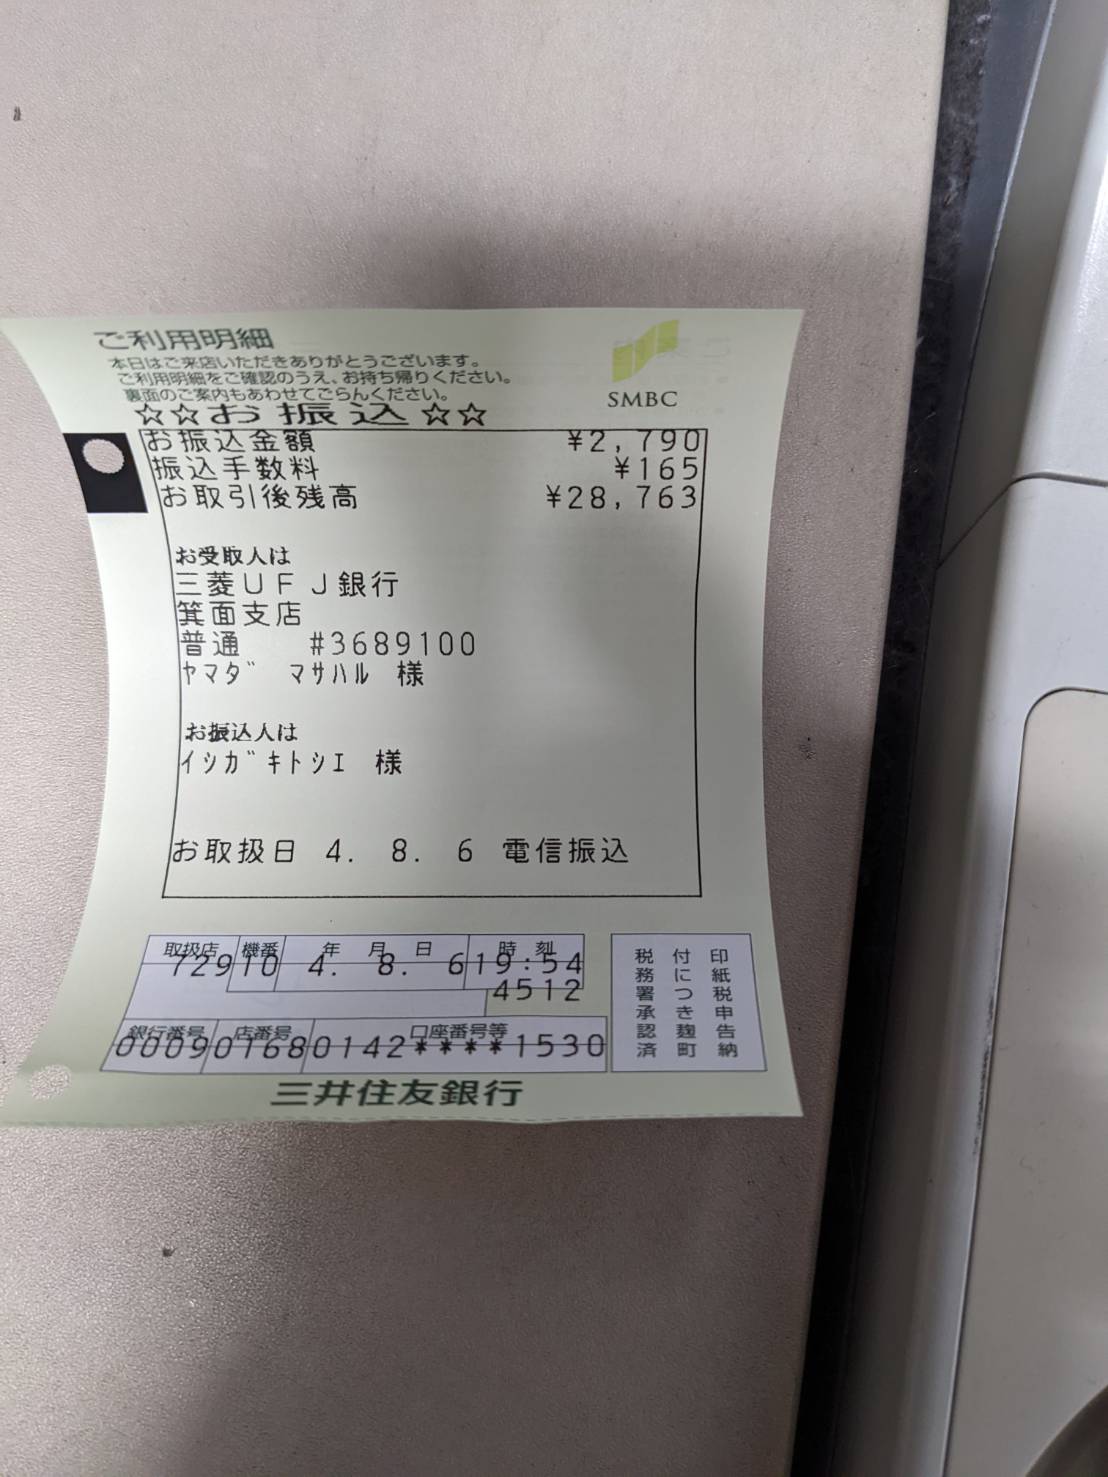 ご利用明細
本日はご来店いただきありがとうございます。
ご利用明細をご確認のうえ、お持ち帰りください。
裏面のご案内もあわせてごらんください。
SMBC
☆☆お振込☆☆
お振込金額 ¥2,790
振込手数料 ¥165
お取引後残高 ¥28,763
お受取人は
三菱UFJ銀行
箕面支店
普通 #3689100
ヤマダ マサハル 様
お振込人は
イシガキトシエ 様
お取扱日 4. 8. 6 電信振込
取扱店 機番 年 月 日 時刻
729 10 4. 8. 6 19:54
4512
銀行番号 店番号 口座番号等
0009 0168 0142****1530
印紙税申告納
付につき麹町
税務署承認済
三井住友銀行